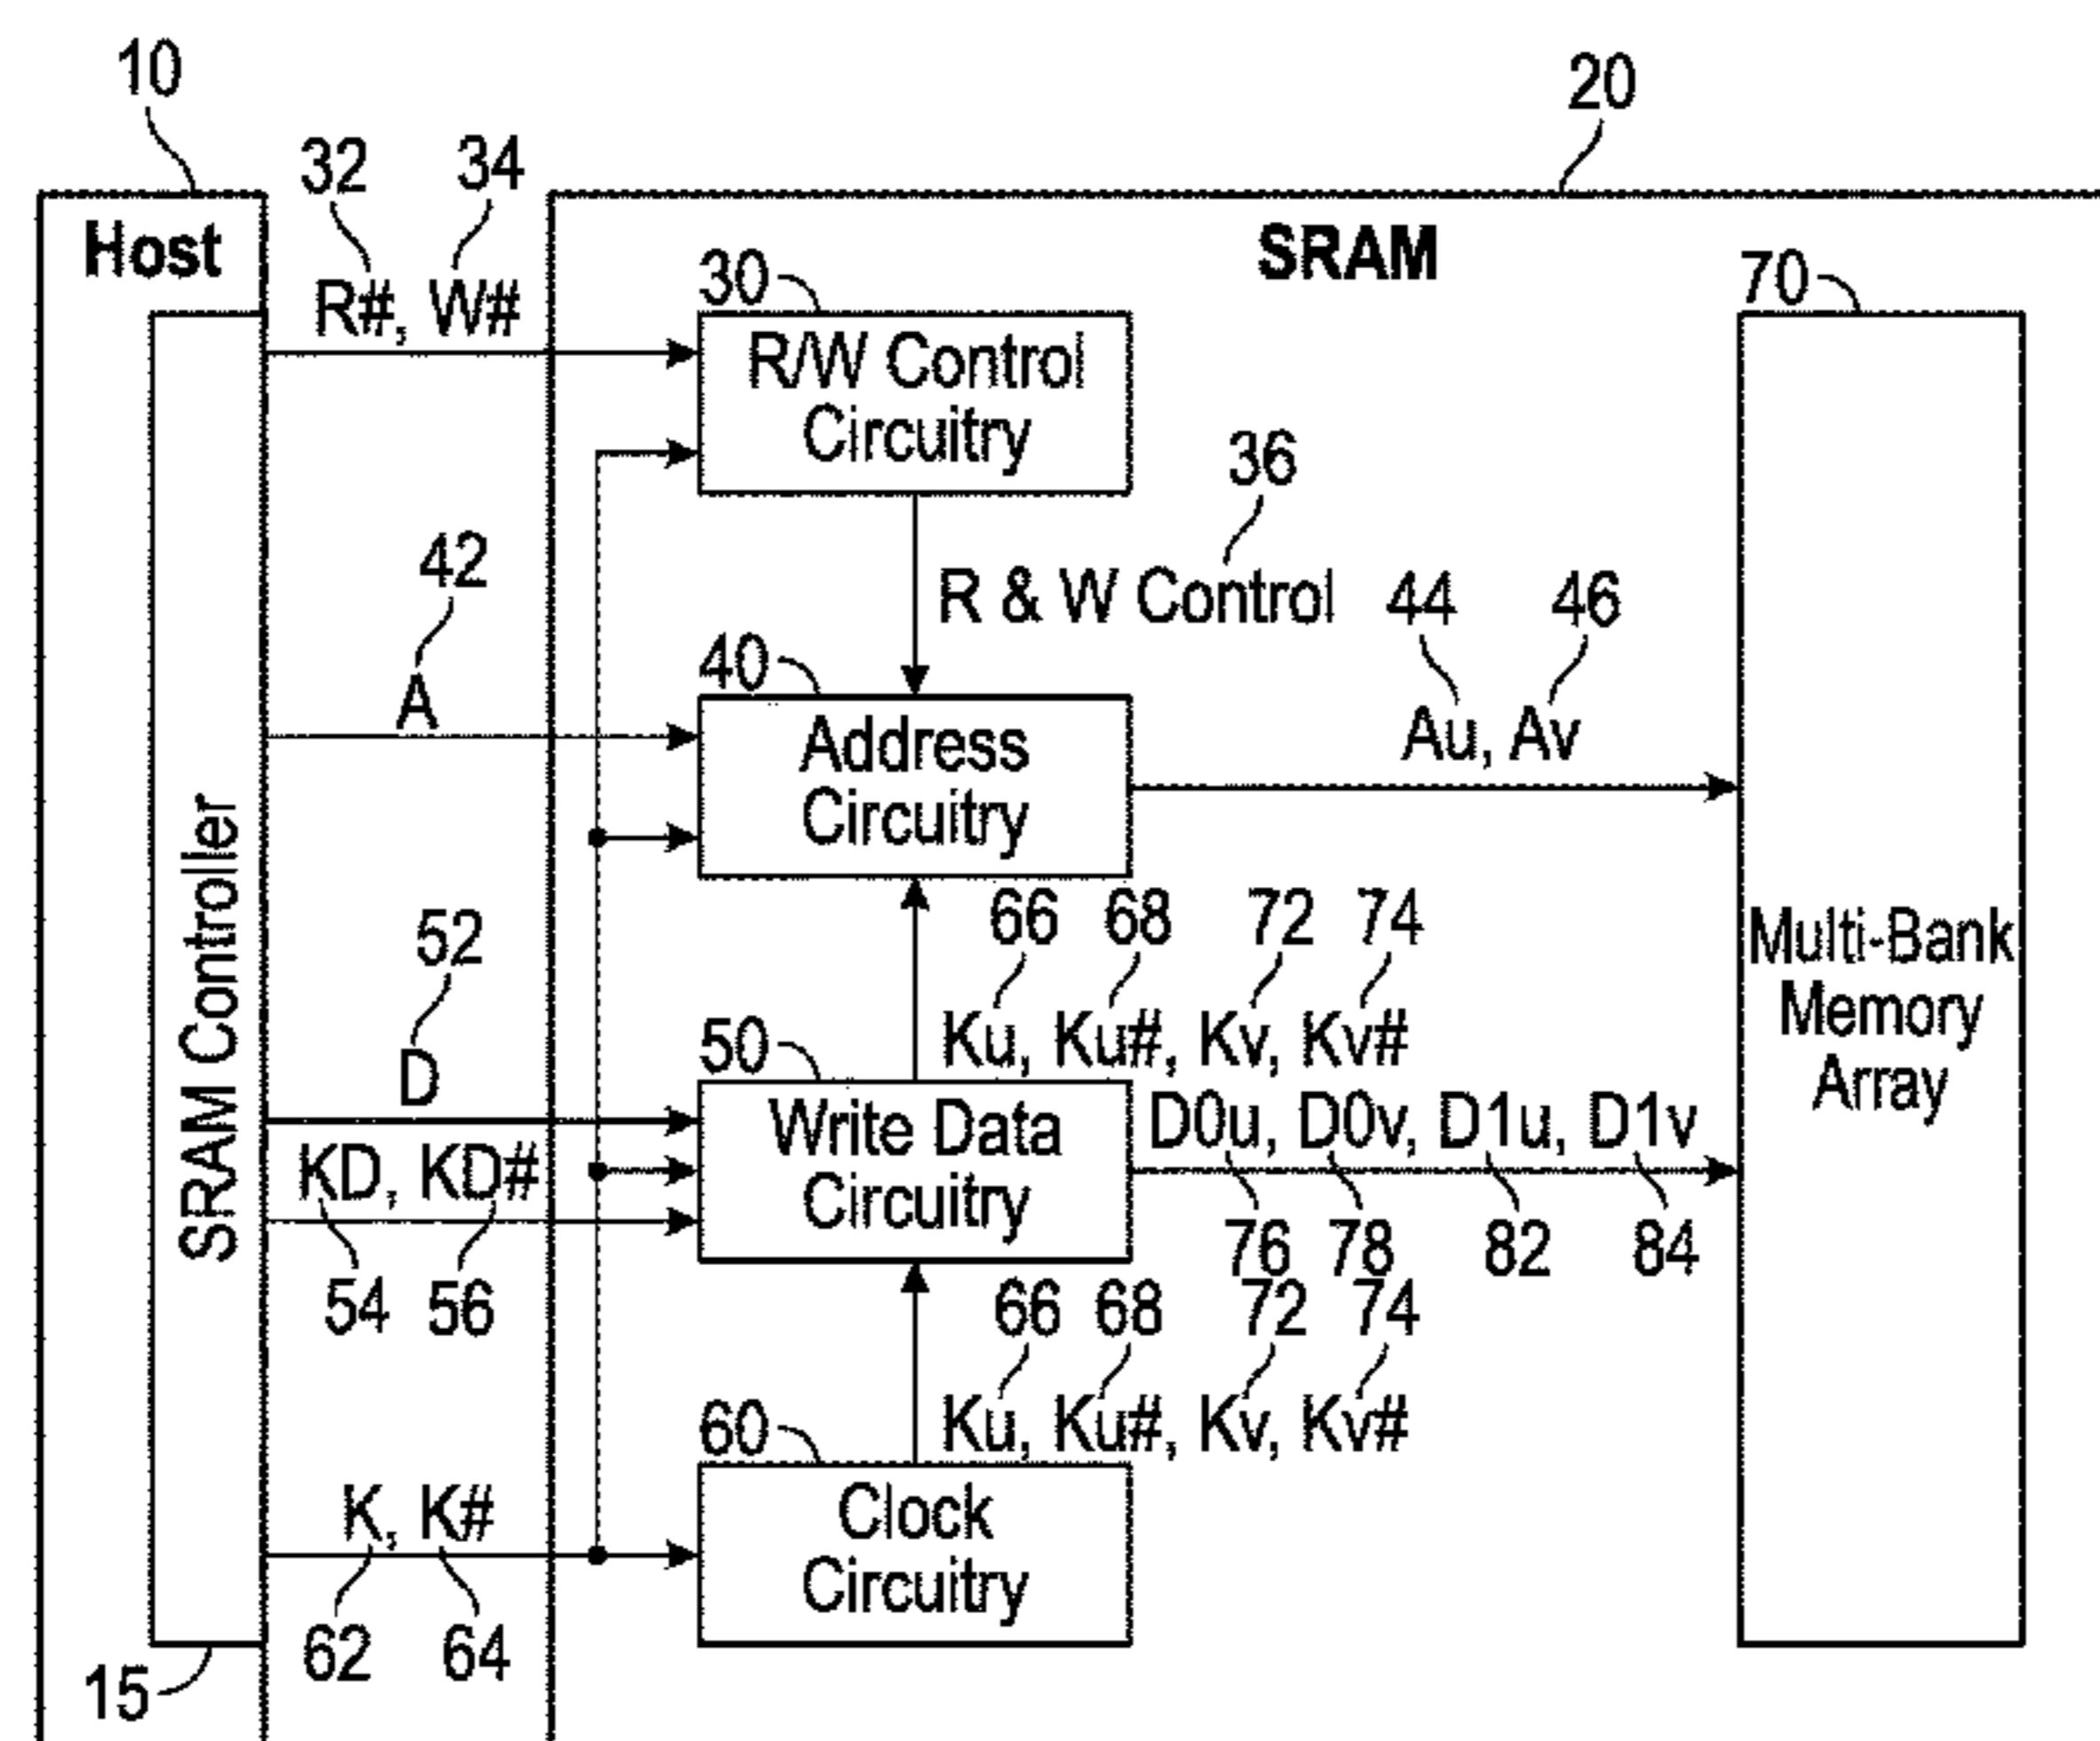 10
20
32 34
Host
SRAM
R#, W#
30
70
R/W Control
Circuitry
36
42
R & W Control
44 46
40
A
Au, Av
Address
Circuitry
SRAM Controller
52
66 68 72 74
Multi-Bank
Memory
Array
Ku, Ku#, Kv, Kv#
50
D
D0u, D0v, D1u, D1v
Write Data
Circuitry
KD, KD#
76 78 82 84
54 56
66 68 72 74
60
Ku, Ku#, Kv, Kv#
K, K#
Clock
Circuitry
62 64
15